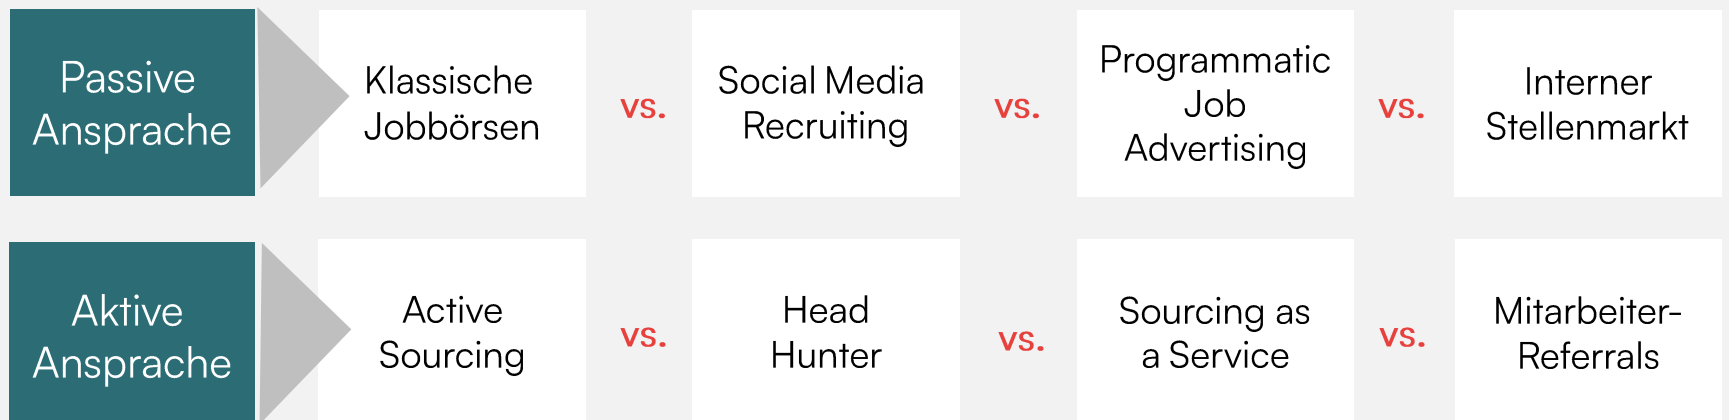 Passive
Ansprache
Klassische
Jobbörsen
vs.
Social Media
Recruiting
vs.
Programmatic
Job
Advertising
vs.
Interner
Stellenmarkt
Aktive
Ansprache
Active
Sourcing
vs.
Head
Hunter
vs.
Sourcing as
a Service
vs.
Mitarbeiter-
Referrals